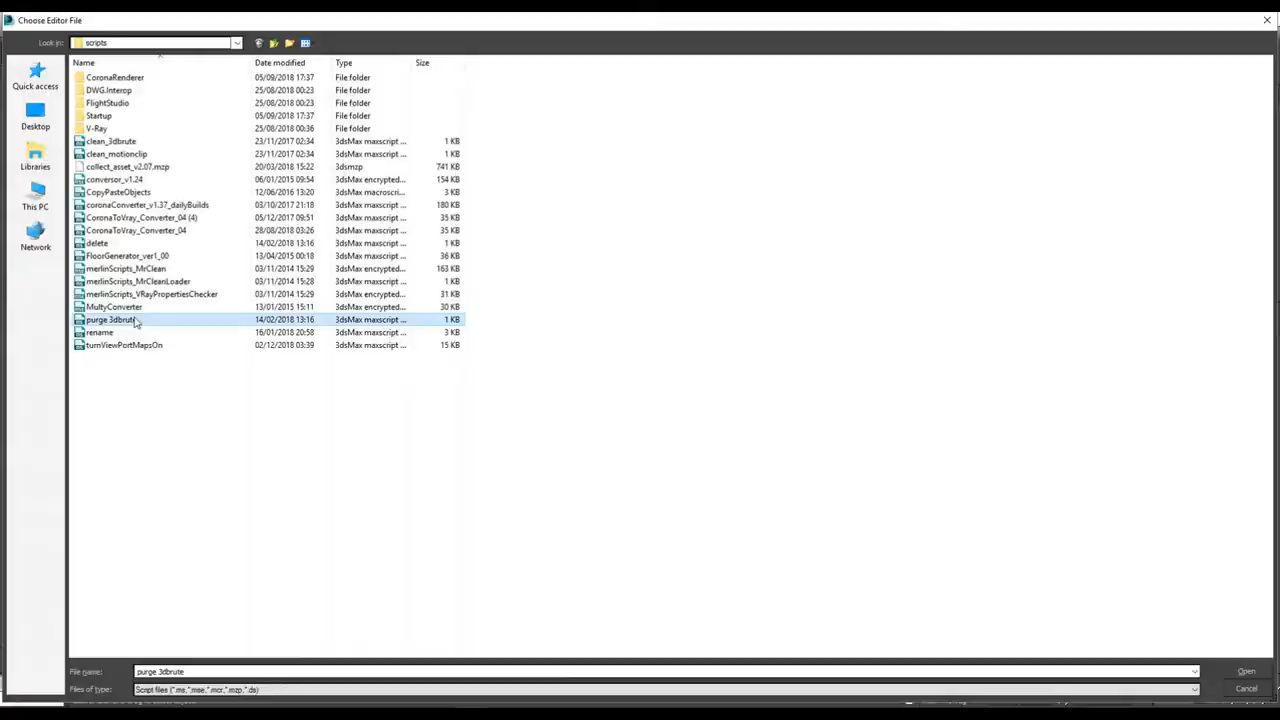 Choose Editor File
Look in: scripts
Name Date modified Type Size
CoronaRenderer 05/09/2018 17:37 File folder
DWG.Interop 25/08/2018 00:23 File folder
FlightStudio 25/08/2018 00:23 File folder
Startup 05/09/2018 17:37 File folder
V-Ray 25/08/2018 00:36 File folder
clean_3dbrute 23/11/2017 02:34 3dsMax maxscript ... 1 KB
clean_motionclip 23/11/2017 02:34 3dsMax maxscript ... 1 KB
collect_asset_v2.07.mzp 20/03/2018 15:22 3dsmzp 741 KB
conversor_v1.24 06/01/2015 09:54 3dsMax encrypted... 154 KB
CopyPasteObjects 12/06/2016 13:20 3dsMax macroscri... 3 KB
coronaConverter_v1.37_dailyBuilds 03/10/2017 21:18 3dsMax maxscript ... 180 KB
CoronaToVray_Converter_04 (4) 05/12/2017 09:51 3dsMax maxscript ... 35 KB
CoronaToVray_Converter_04 28/08/2018 03:26 3dsMax maxscript ... 35 KB
delete 14/02/2018 13:16 3dsMax maxscript ... 1 KB
FloorGenerator_ver1_00 13/04/2015 00:18 3dsMax maxscript ... 36 KB
merlinScripts_MrClean 03/11/2014 15:29 3dsMax encrypted... 163 KB
merlinScripts_MrCleanLoader 03/11/2014 15:28 3dsMax maxscript ... 1 KB
merlinScripts_VRayPropertiesChecker 03/11/2014 15:29 3dsMax encrypted... 31 KB
MultyConverter 13/01/2015 15:11 3dsMax encrypted... 30 KB
purge 3dbrute 14/02/2018 13:16 3dsMax maxscript ... 1 KB
rename 16/01/2018 20:58 3dsMax maxscript ... 3 KB
turnViewPortMapsOn 02/12/2018 03:39 3dsMax maxscript ... 15 KB
Quick access
Desktop
Libraries
This PC
Network
File name: purge 3dbrute Open
Files of type: Script files (*.ms,*.mse,*.mcr,*.mzp,*.ds) Cancel